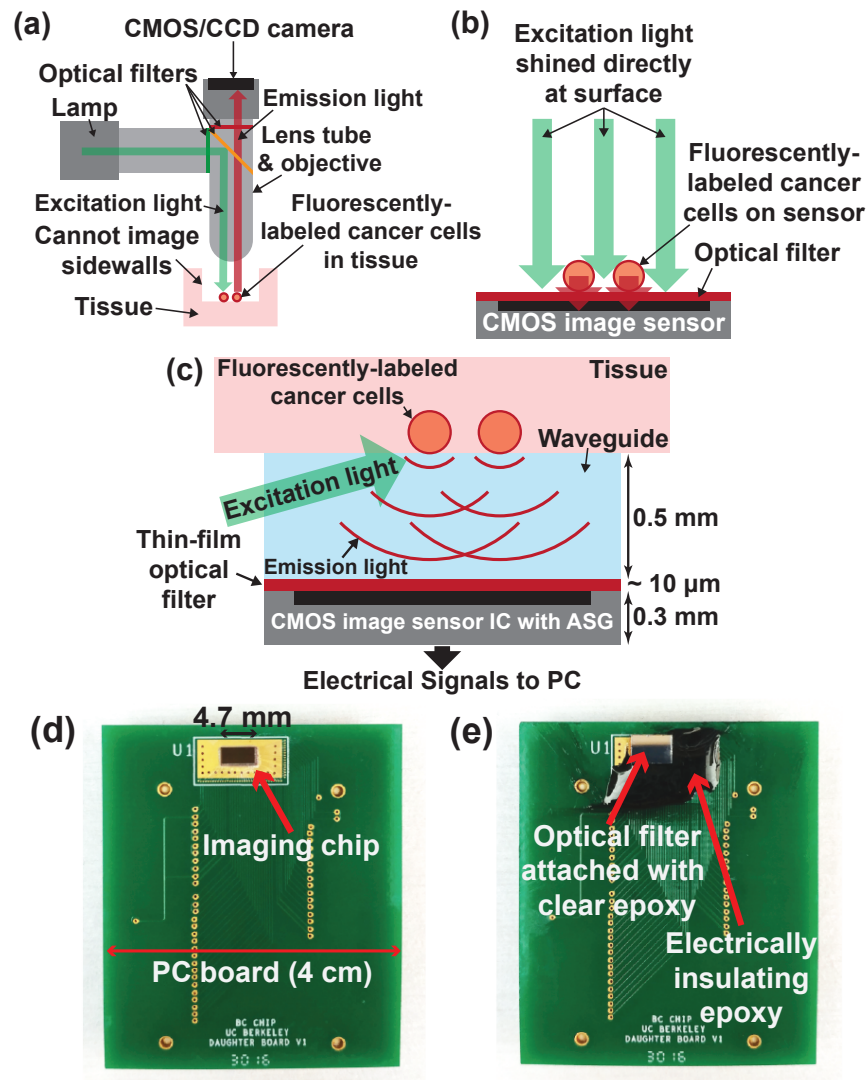 (a)
CMOS/CCD camera
Optical filters
Lamp
Emission light
Lens tube
& objective
Excitation light
Fluorescently-
labeled cancer cells
in tissue
Cannot image
sidewalls
Tissue
(b)
Excitation light
shined directly
at surface
Fluorescently-
labeled cancer
cells on sensor
Optical filter
CMOS image sensor
(c)
Fluorescently-labeled
cancer cells
Tissue
Waveguide
Excitation light
0.5 mm
Thin-film
optical
filter
Emission light
~ 10 µm
CMOS image sensor IC with ASG
0.3 mm
Electrical Signals to PC
(d)
4.7 mm
U1
Imaging chip
PC board (4 cm)
BC CHIP
UC BERKELEY
DAUGHTER BOARD V1
3016
(e)
U1
Optical filter
attached with
clear epoxy
Electrically
insulating
epoxy
BC CHIP
UC BERKELEY
DAUGHTER BOARD V1
3016